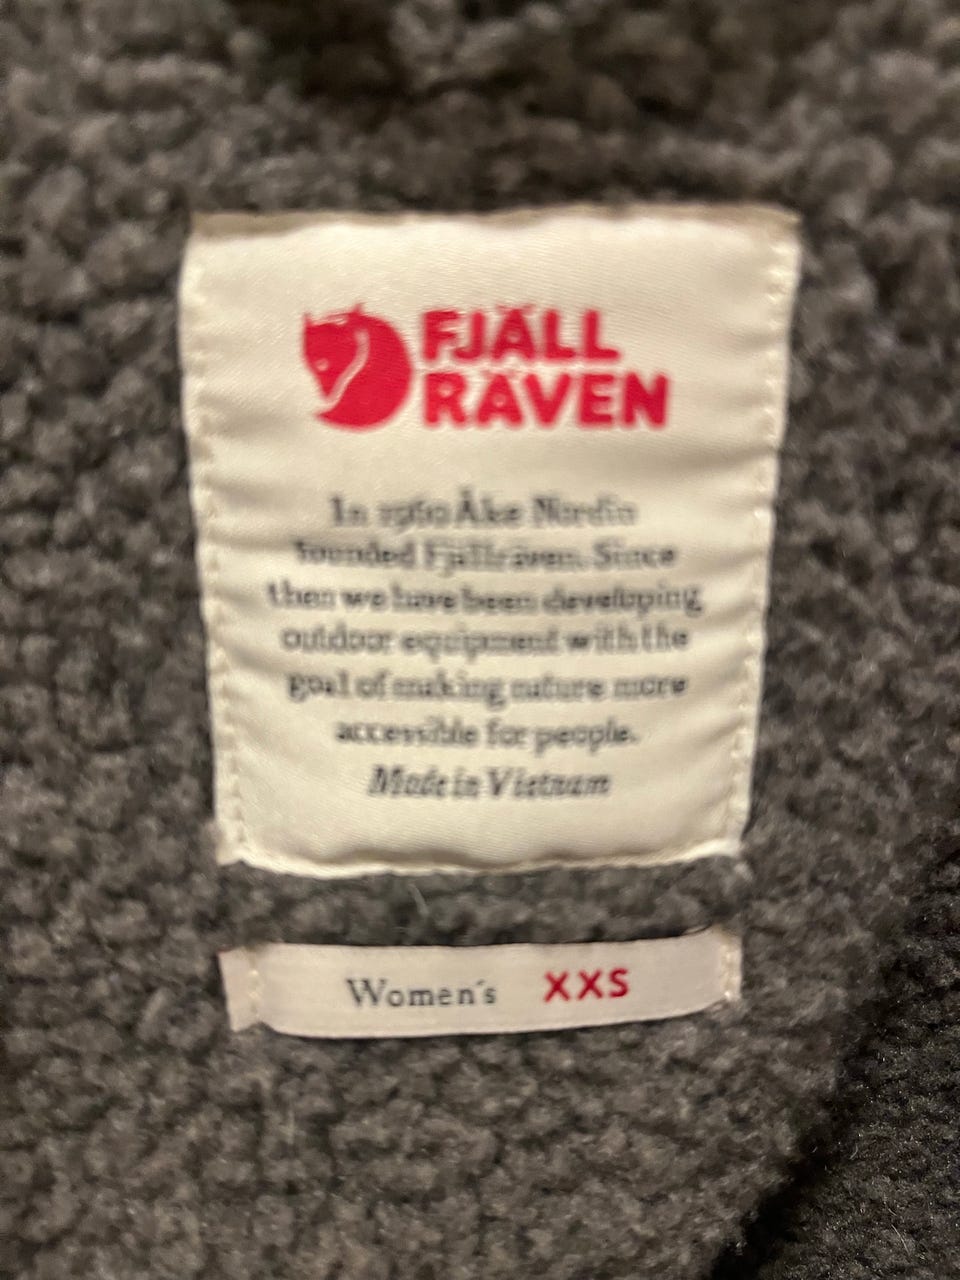 FJÄLL
RÄVEN
In 1960 Åke Nordin
founded Fjällräven. Since
then we have been developing
outdoor equipment with the
goal of making nature more
accessible for people.
Made in Vietnam
Women's XXS